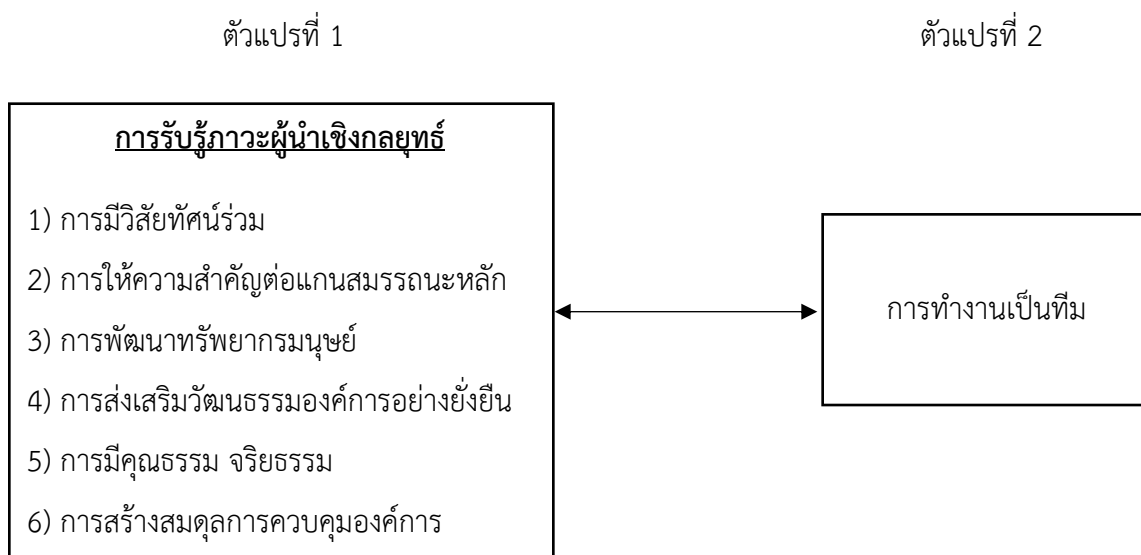 ตัวแปรที่ 1
ตัวแปรที่ 2
การรับรู้ภาวะผู้นำเชิงกลยุทธ์
1) การมีวิสัยทัศน์ร่วม
2) การให้ความสำคัญต่อแกนสมรรถนะหลัก
3) การพัฒนาทรัพยากรมนุษย์
4) การส่งเสริมวัฒนธรรมองค์การอย่างยั่งยืน
5) การมีคุณธรรม จริยธรรม
6) การสร้างสมดุลการควบคุมองค์การ
การทำงานเป็นทีม